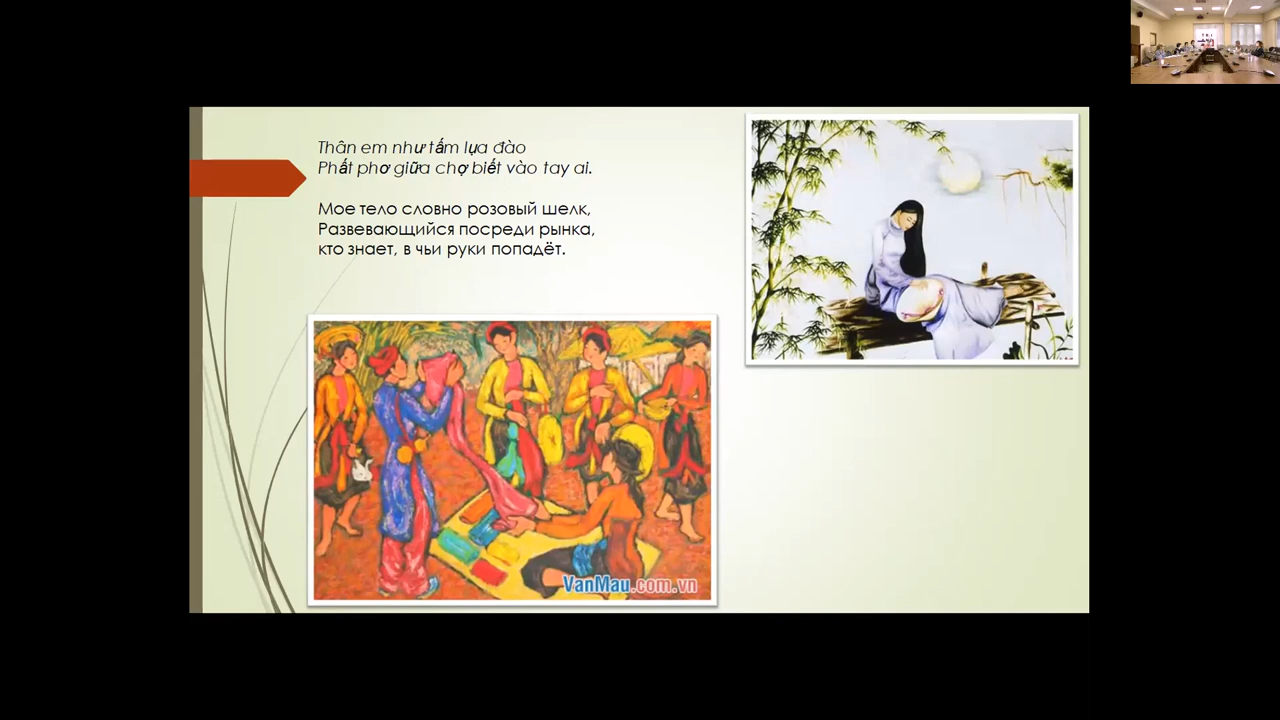 Thân em như tấm lụa đào
Phất phơ giữa chợ biết vào tay ai.
Мое тело словно розовый шелк,
Развевающийся посреди рынка,
кто знает, в чьи руки попадёт.
VanMau.com.vn